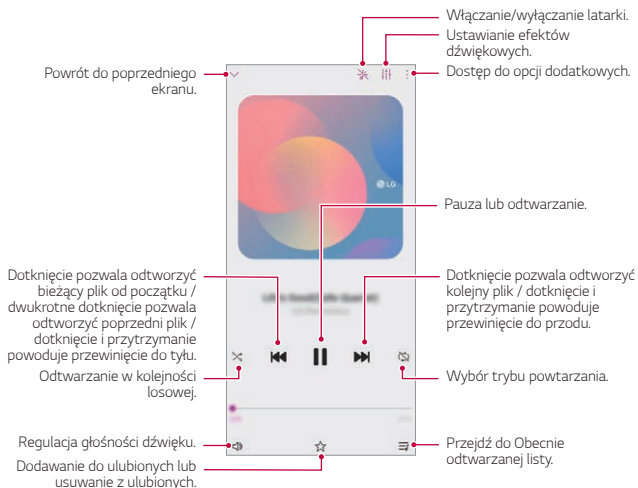 Włączanie/wyłączanie latarki.
Ustawianie efektów
dźwiękowych.
Dostęp do opcji dodatkowych.
Powrót do poprzedniego
ekranu.
LG
Pauza lub odtwarzanie.
Dotknięcie pozwala odtworzyć
bieżący plik od początku /
dwukrotne dotknięcie pozwala
odtworzyć poprzedni plik /
dotknięcie i przytrzymanie
powoduje przewinięcie do tyłu.
Dotknięcie pozwala odtworzyć
kolejny plik / dotknięcie i
przytrzymanie powoduje
przewinięcie do przodu.
Odtwarzanie w kolejności
losowej.
Wybór trybu powtarzania.
Regulacja głośności dźwięku.
Przejdź do Obecnie
odtwarzanej listy.
Dodawanie do ulubionych lub
usuwanie z ulubionych.